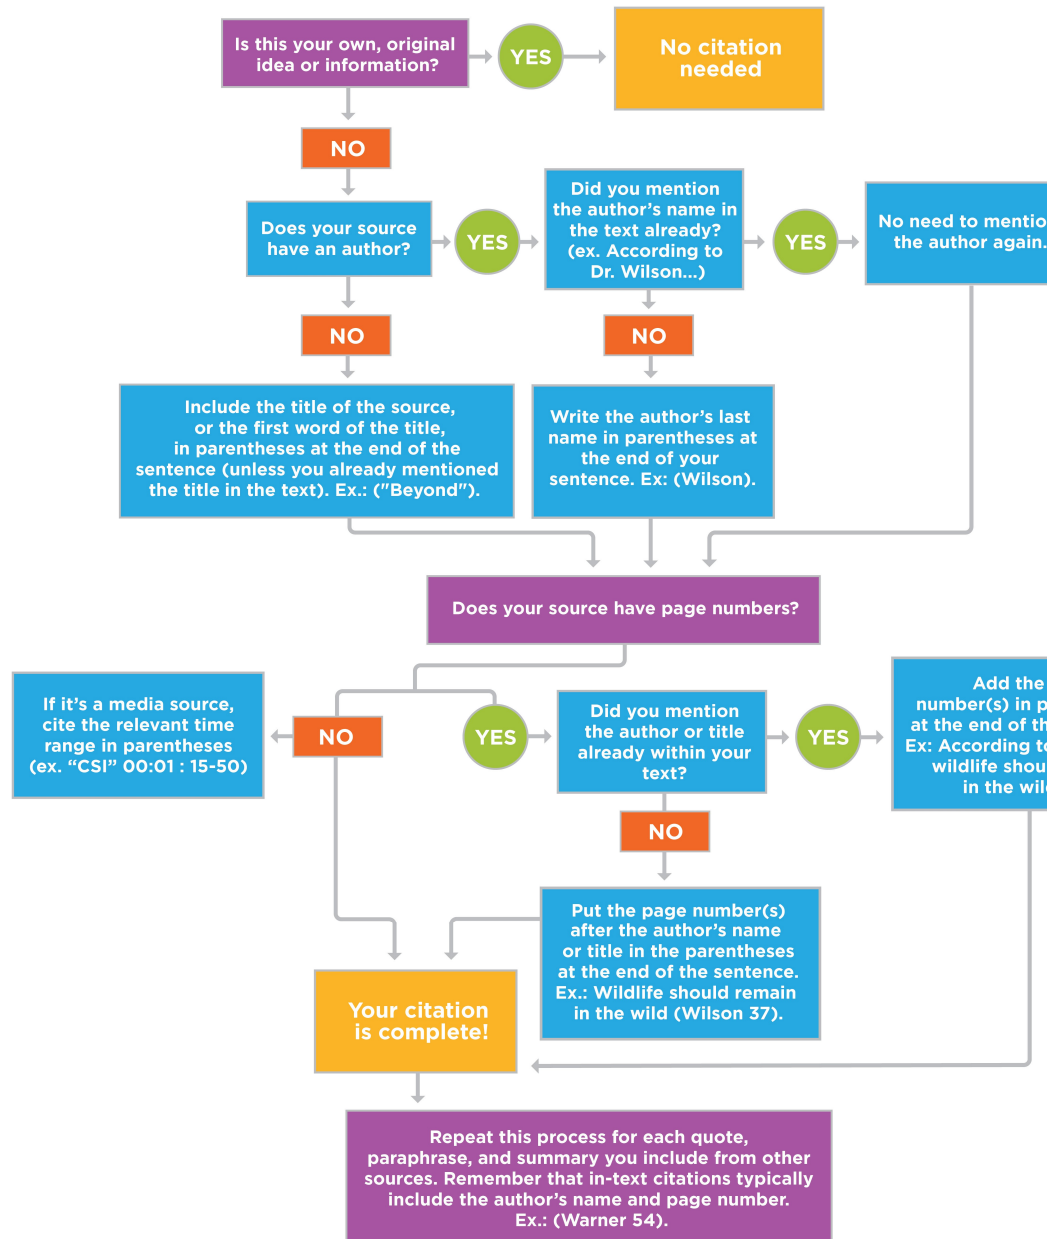 Is this your own, original
idea or information?
YES
No citation
needed
NO
Does your source
have an author?
YES
Did you mention
the author's name in
the text already?
(ex. According to
Dr. Wilson...)
YES
No need to mentio
the author again.
NO
NO
Include the title of the source,
or the first word of the title,
in parentheses at the end of the
sentence (unless you already mentioned
the title in the text). Ex.: ("Beyond").
Write the author's last
name in parentheses at
the end of your
sentence. Ex: (Wilson).
Does your source have page numbers?
If it's a media source,
cite the relevant time
range in parentheses
(ex. “CSI” 00:01 : 15-50)
NO
YES
Did you mention
the author or title
already within your
text?
YES
Add the
number(s) in p
at the end of th
Ex: According to
wildlife shou
in the wil
NO
Put the page number(s)
after the author's name
or title in the parentheses
at the end of the sentence.
Ex.: Wildlife should remain
in the wild (Wilson 37).
Your citation
is complete!
Repeat this process for each quote,
paraphrase, and summary you include from other
sources. Remember that in-text citations typically
include the author's name and page number.
Ex.: (Warner 54).